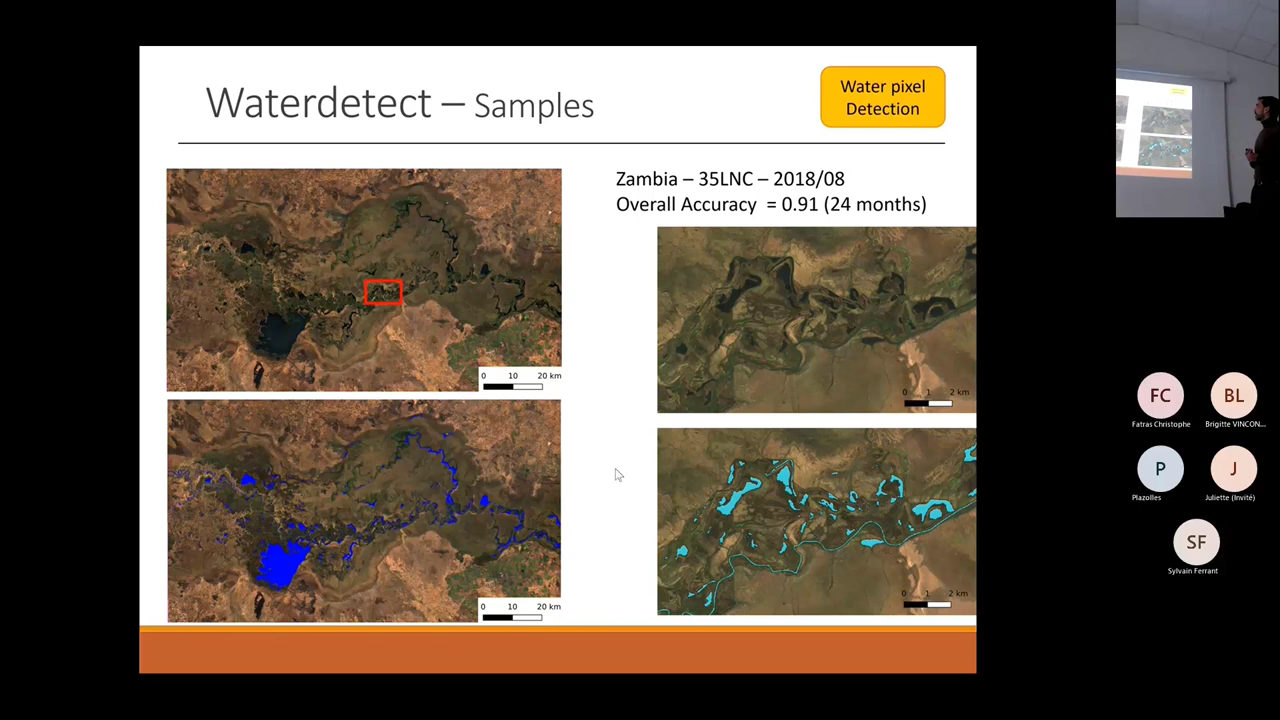 Waterdetect – Samples
Water pixel
Detection
Zambia – 35LNC – 2018/08
Overall Accuracy = 0.91 (24 months)
0 10 20 km
0 1 2 km
0 10 20 km
0 1 2 km
FC
Fatras Christophe
BL
Brigitte VINCON...
P
Plazolles
J
Juliette (Invité)
SF
Sylvain Ferrant